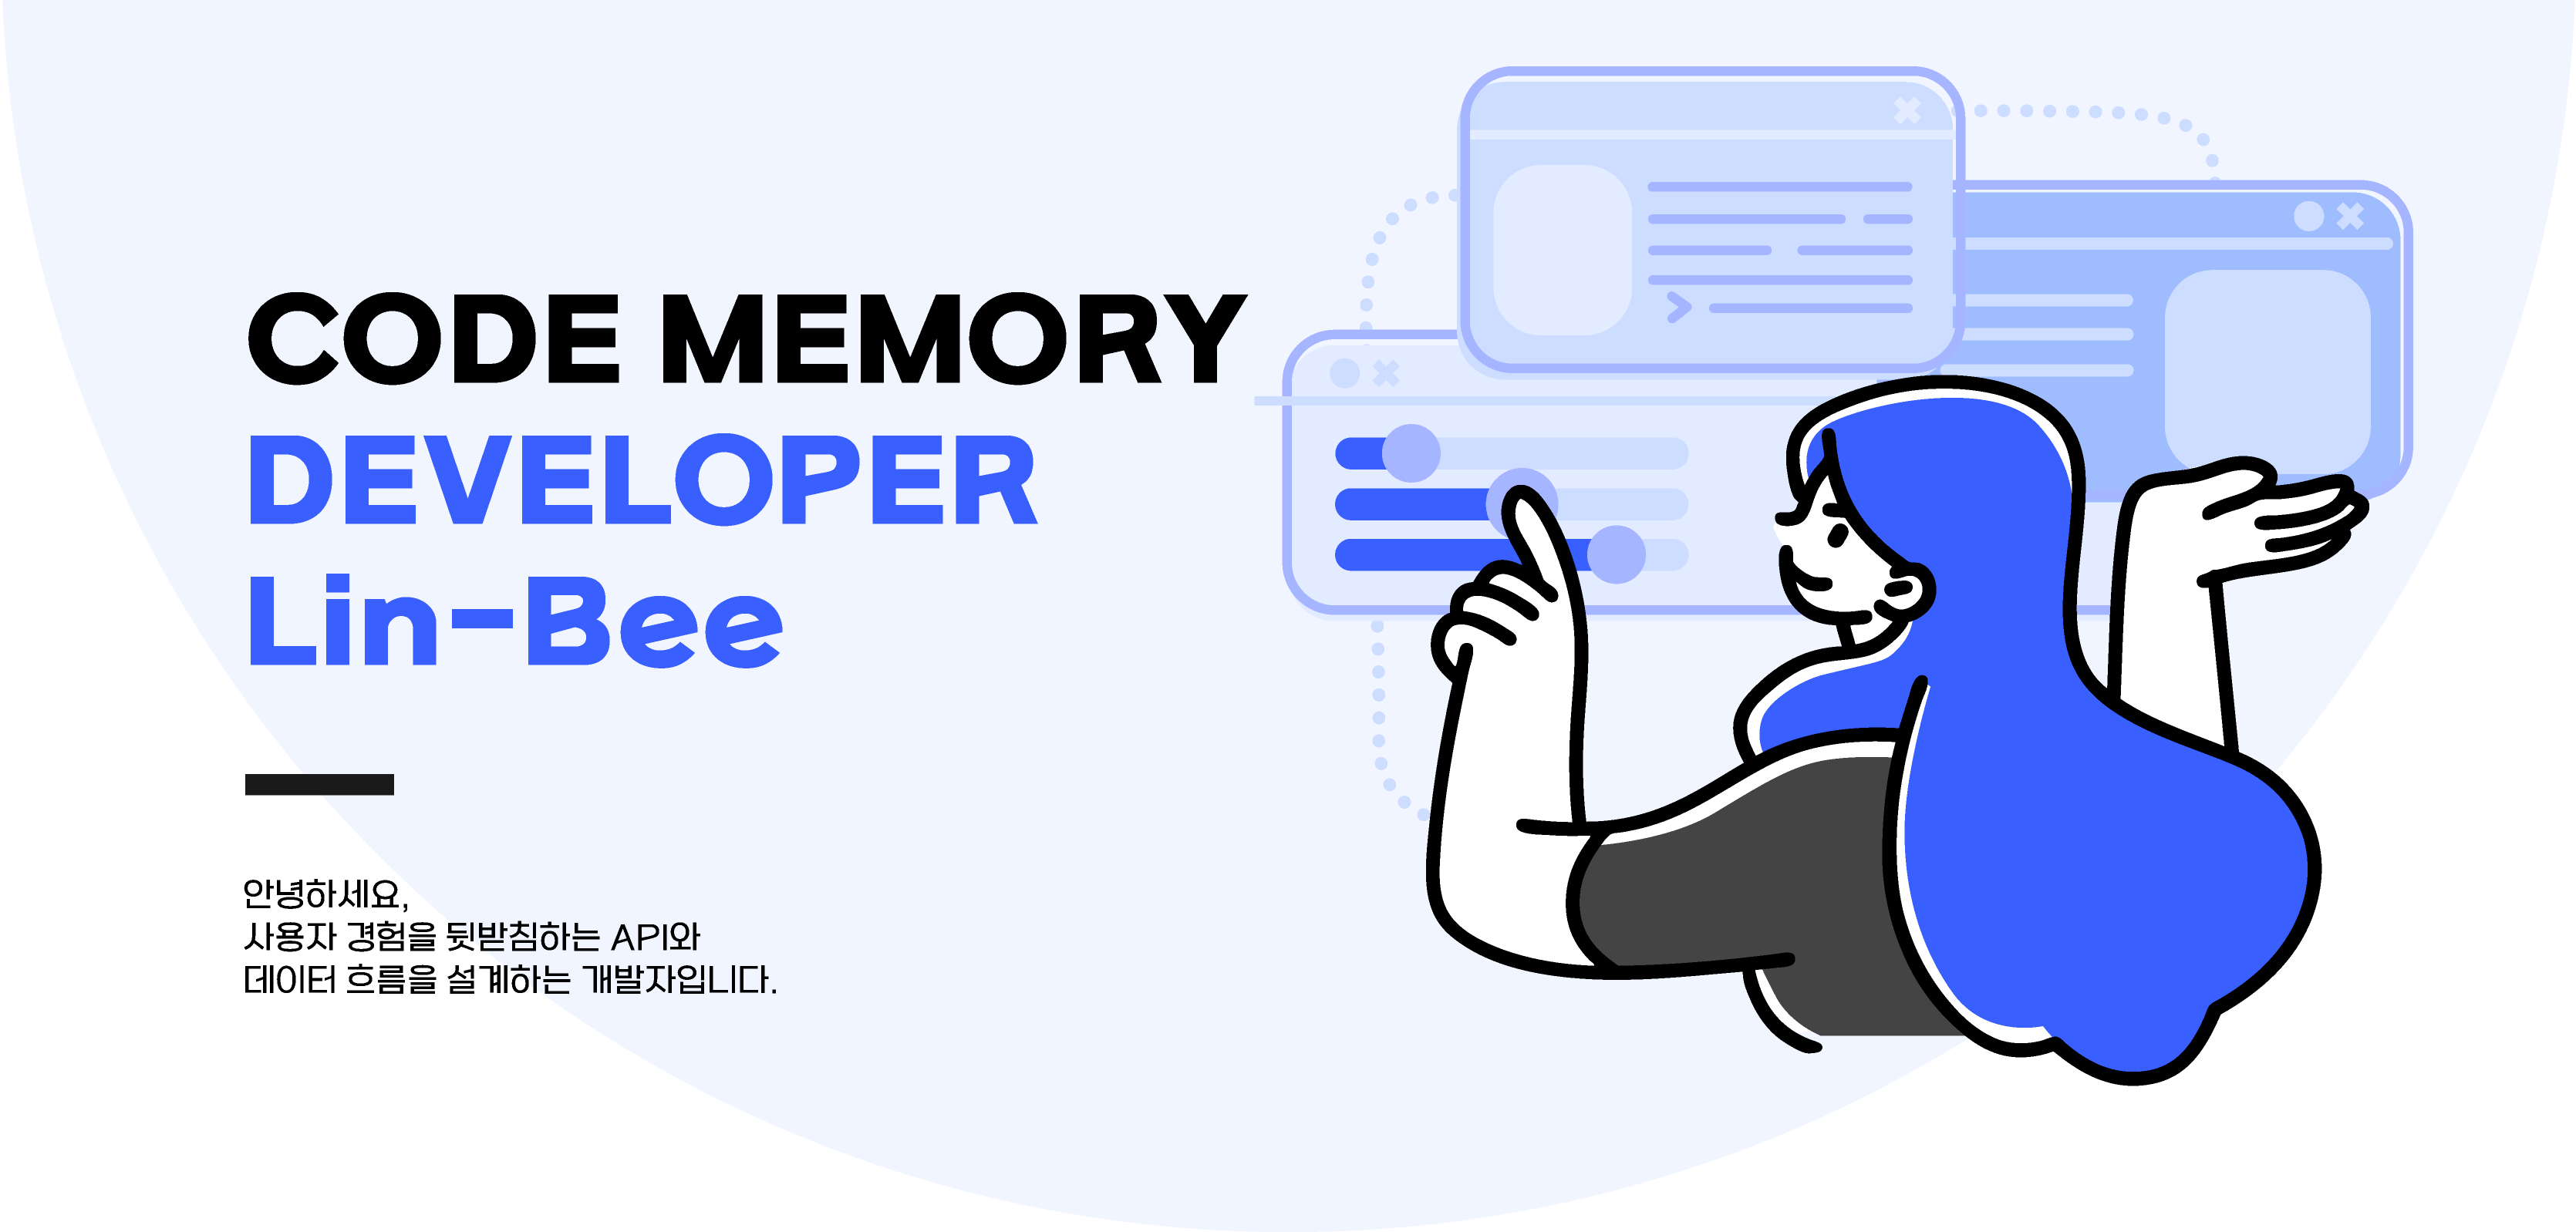 CODE MEMORY
DEVELOPER
Lin-Bee
안녕하세요,
사용자 경험을 뒷받침하는 API와
데이터 흐름을 설계하는 개발자입니다.